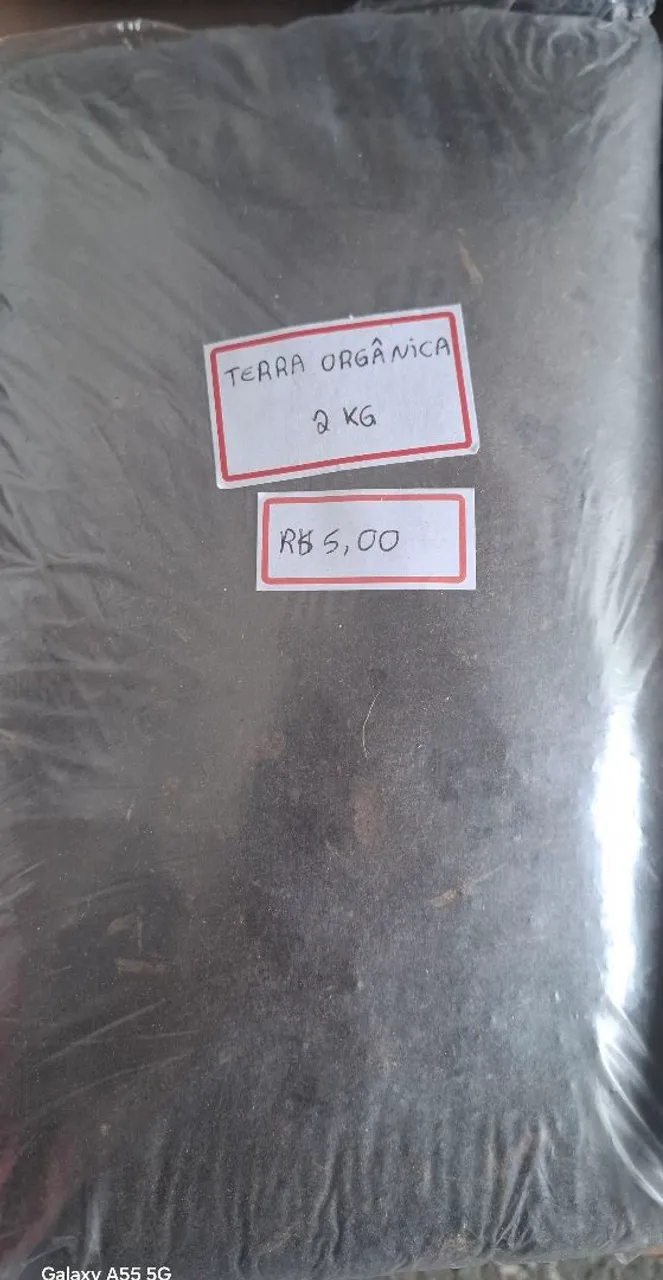 TERRA ORGÂNICA
2 KG
R$ 5,00
Galaxy A55 5G